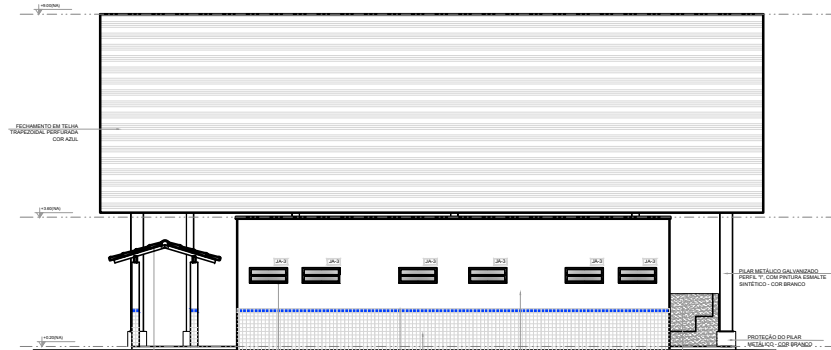 +9.00(NA)
FECHAMENTO EM TELHA
TRAPEZOIDAL PERFURADA
COR AZUL
+3.80(NA)
JA-3
JA-3
JA-3
JA-3
JA-3
JA-3
PILAR METÁLICO GALVANIZADO
PERFIL "I", COM PINTURA ESMALTE
SINTÉTICO - COR BRANCO
+0.20(NA)
PROTEÇÃO DO PILAR
METÁLICO - COR BRANCO